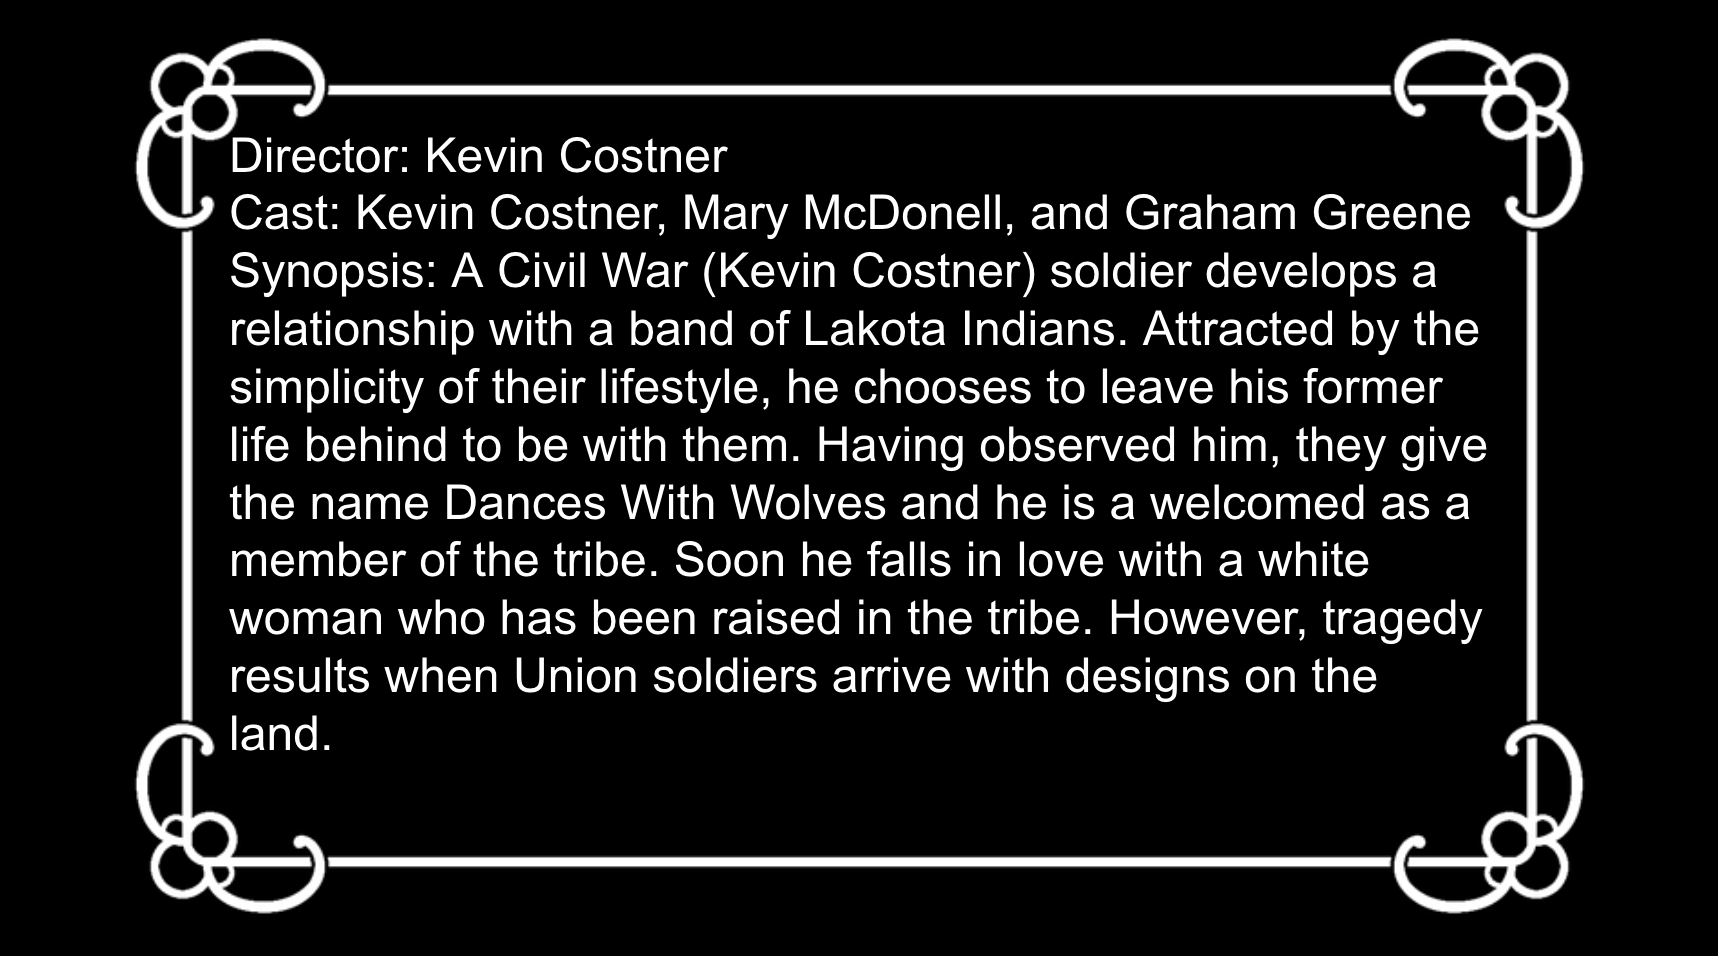 Director: Kevin Costner
Cast: Kevin Costner, Mary McDonell, and Graham Greene
Synopsis: A Civil War (Kevin Costner) soldier develops a
relationship with a band of Lakota Indians. Attracted by the
simplicity of their lifestyle, he chooses to leave his former
life behind to be with them. Having observed him, they give
the name Dances With Wolves and he is a welcomed as a
member of the tribe. Soon he falls in love with a white
woman who has been raised in the tribe. However, tragedy
results when Union soldiers arrive with designs on the
land.